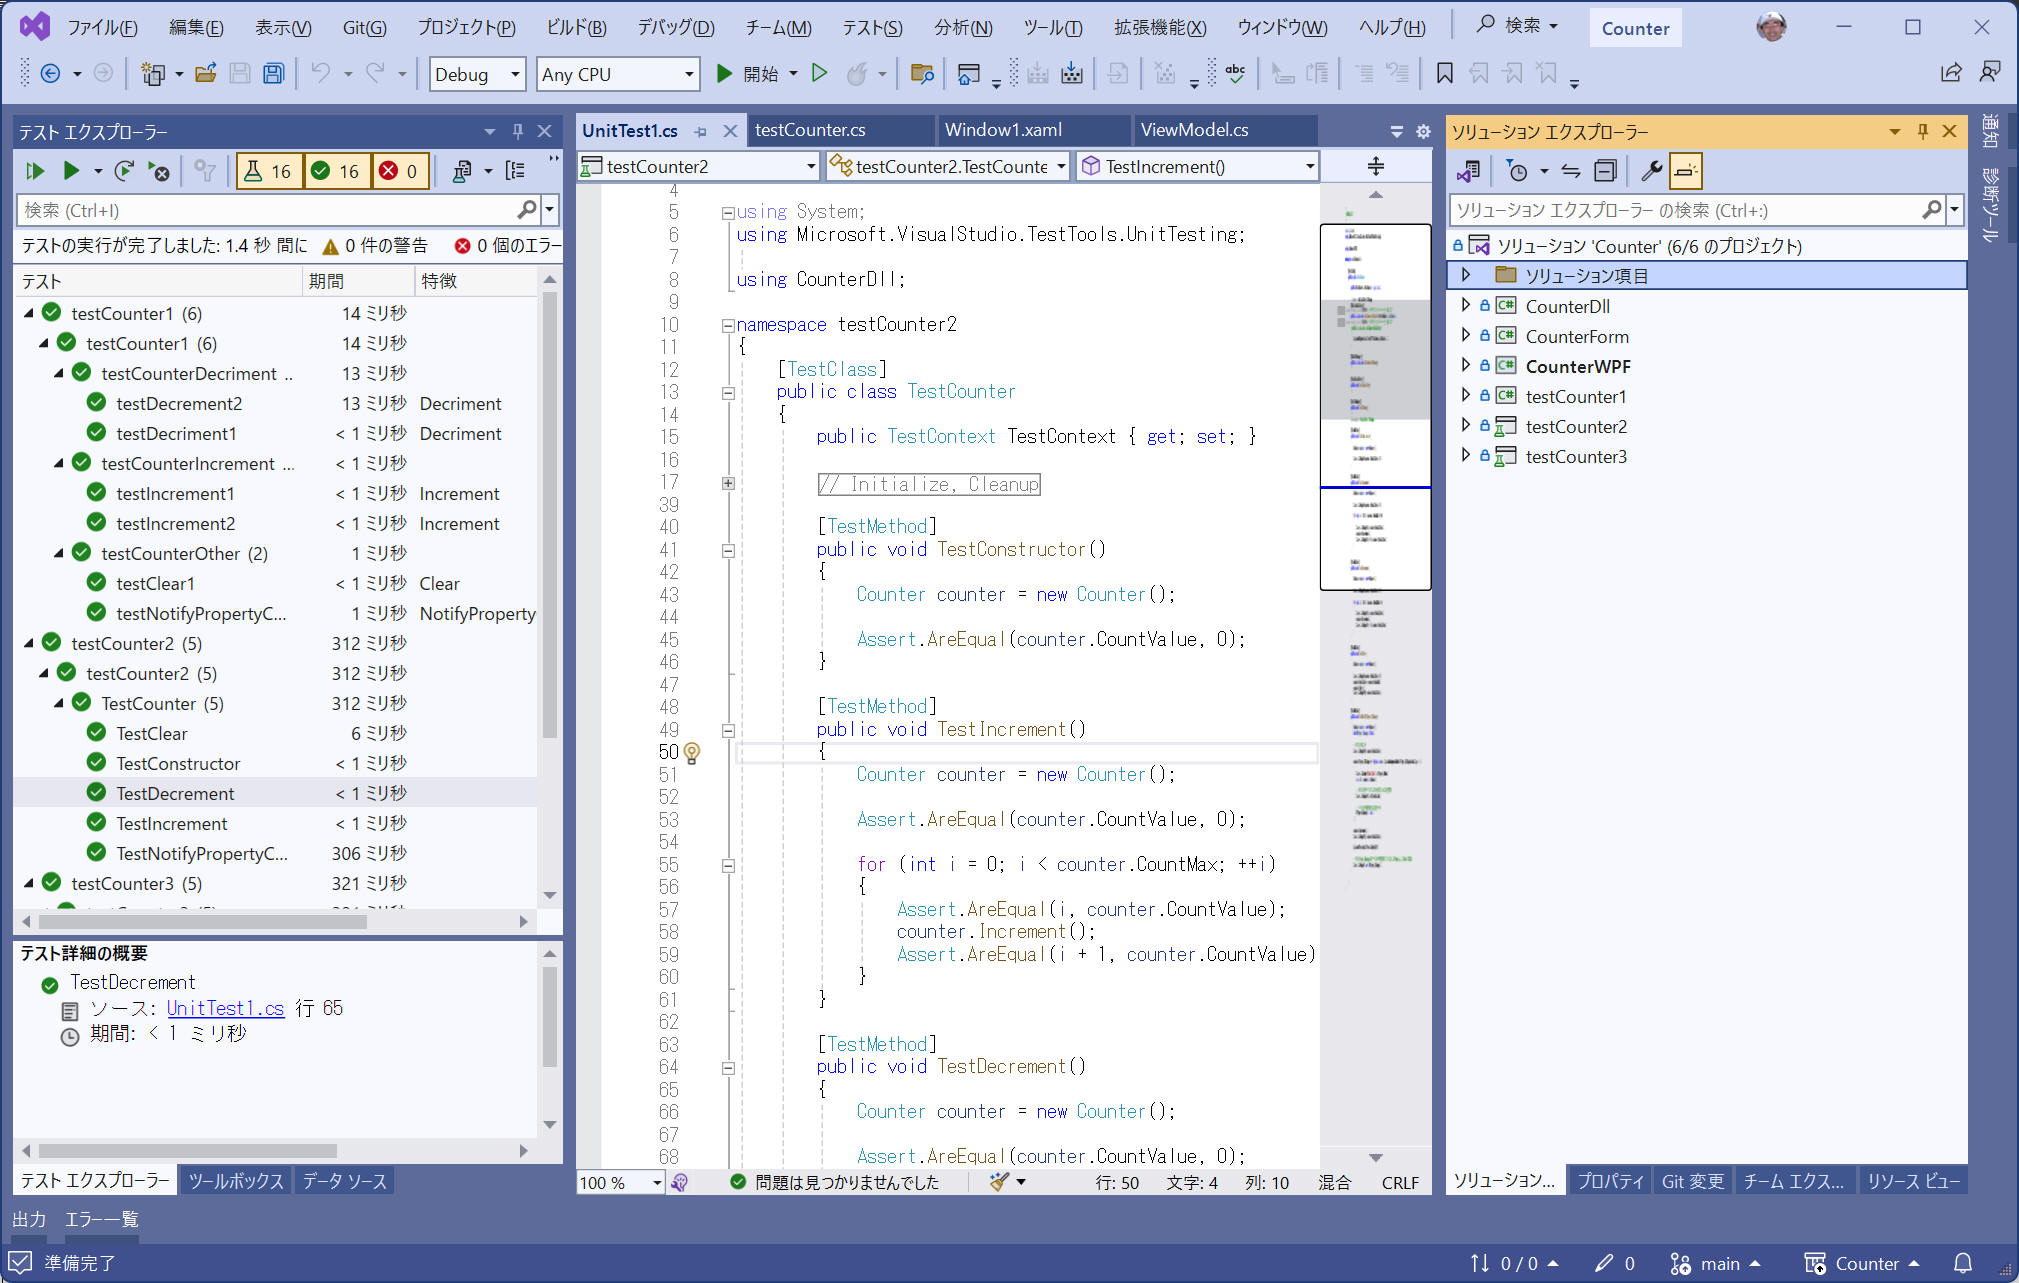 ファイル(F) 編集(E) 表示(V) Git(G) プロジェクト(P) ビルド(B) デバッグ(D) チーム(M) テスト(S) 分析(N) ツール(T) 拡張機能(X) ウィンドウ(W) ヘルプ(H) 検索 Counter
Debug Any CPU 開始 abc
テスト エクスプローラー
16 16 0
検索 (Ctrl+I)
テストの実行が完了しました: 1.4 秒 間に 0 件の警告 0 個のエラー
テスト 期間 特徴
testCounter1 (6) 14 ミリ秒
testCounter1 (6) 14 ミリ秒
testCounterDecriment .. 13 ミリ秒
testDecrement2 13 ミリ秒 Decriment
testDecriment1 < 1 ミリ秒 Decriment
testCounterIncrement ... < 1 ミリ秒
testIncrement1 < 1 ミリ秒 Increment
testIncrement2 < 1 ミリ秒 Increment
testCounterOther (2) 1 ミリ秒
testClear1 < 1 ミリ秒 Clear
testNotifyPropertyC... 1 ミリ秒 NotifyProperty
testCounter2 (5) 312 ミリ秒
testCounter2 (5) 312 ミリ秒
TestCounter (5) 312 ミリ秒
TestClear 6 ミリ秒
TestConstructor < 1 ミリ秒
TestDecrement < 1 ミリ秒
TestIncrement < 1 ミリ秒
TestNotifyPropertyC... 306 ミリ秒
testCounter3 (5) 321 ミリ秒
テスト詳細の概要
TestDecrement
ソース: UnitTest1.cs 行 65
期間: < 1 ミリ秒
テスト エクスプローラー ツールボックス データ ソース
UnitTest1.cs testCounter.cs Window1.xaml ViewModel.cs
testCounter2 testCounter2.TestCounte TestIncrement()
4
5 using System;
6 using Microsoft.VisualStudio.TestTools.UnitTesting;
7
8 using CounterDll;
9
10 namespace testCounter2
11 {
12 [TestClass]
13 public class TestCounter
14 {
15 public TestContext TestContext { get; set; }
16
17 // Initialize, Cleanup
39
40 [TestMethod]
41 public void TestConstructor()
42 {
43 Counter counter = new Counter();
44
45 Assert.AreEqual(counter.CountValue, 0);
46 }
47
48 [TestMethod]
49 public void TestIncrement()
50 {
51 Counter counter = new Counter();
52
53 Assert.AreEqual(counter.CountValue, 0);
54
55 for (int i = 0; i < counter.CountMax; ++i)
56 {
57 Assert.AreEqual(i, counter.CountValue);
58 counter.Increment();
59 Assert.AreEqual(i + 1, counter.CountValue)
60 }
61 }
62
63 [TestMethod]
64 public void TestDecrement()
65 {
66 Counter counter = new Counter();
67
68 Assert.AreEqual(counter.CountValue, 0);
100 % 問題は見つかりませんでした 行: 50 文字: 4 列: 10 混合 CRLF
ソリューション エクスプローラー
ソリューション エクスプローラー の検索 (Ctrl+:)
ソリューション 'Counter' (6/6 のプロジェクト)
ソリューション項目
C# CounterDll
C# CounterForm
C# CounterWPF
C# testCounter1
testCounter2
testCounter3
ソリューション... プロパティ Git 変更 チーム エクス... リソース ビュー
通知
診断ツール
出力 エラー一覧
準備完了 0 / 0 0 main Counter